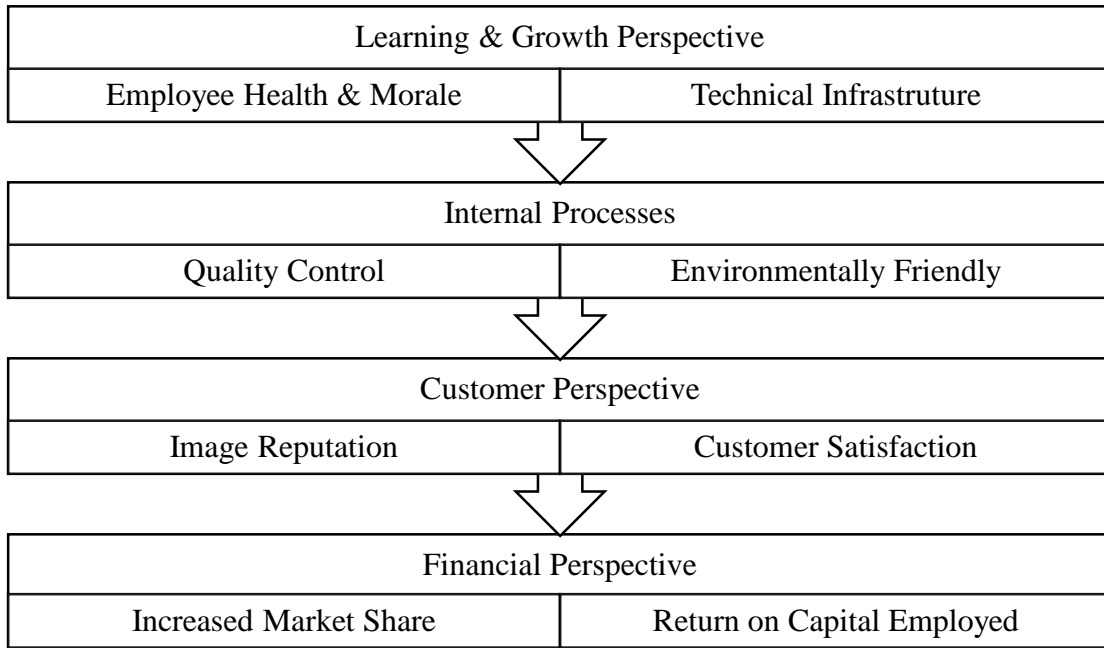 Learning & Growth Perspective
Employee Health & Morale
Technical Infrastruture
Internal Processes
Quality Control
Environmentally Friendly
Customer Perspective
Image Reputation
Customer Satisfaction
Financial Perspective
Increased Market Share
Return on Capital Employed